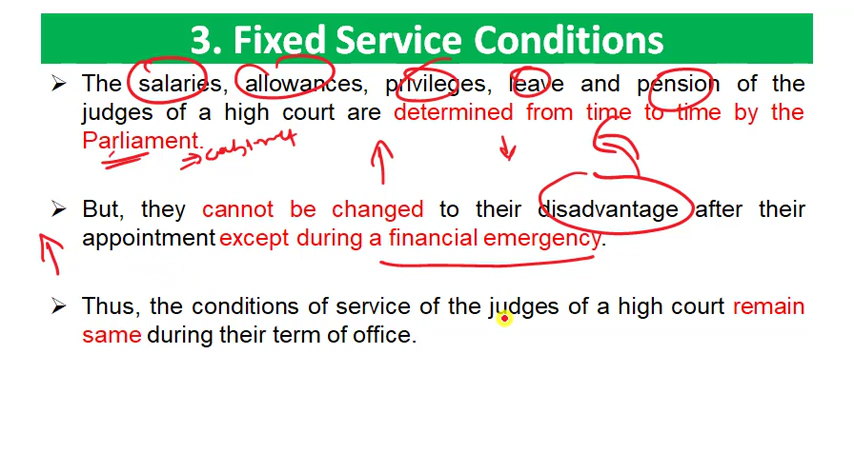 3. Fixed Service Conditions
➤ The salaries, allowances, privileges, leave and pension of the
judges of a high court are determined from time to time by the
Parliament.
⇒ cabinet
➤ But, they cannot be changed to their disadvantage after their
appointment except during a financial emergency.
➤ Thus, the conditions of service of the judges of a high court remain
same during their term of office.